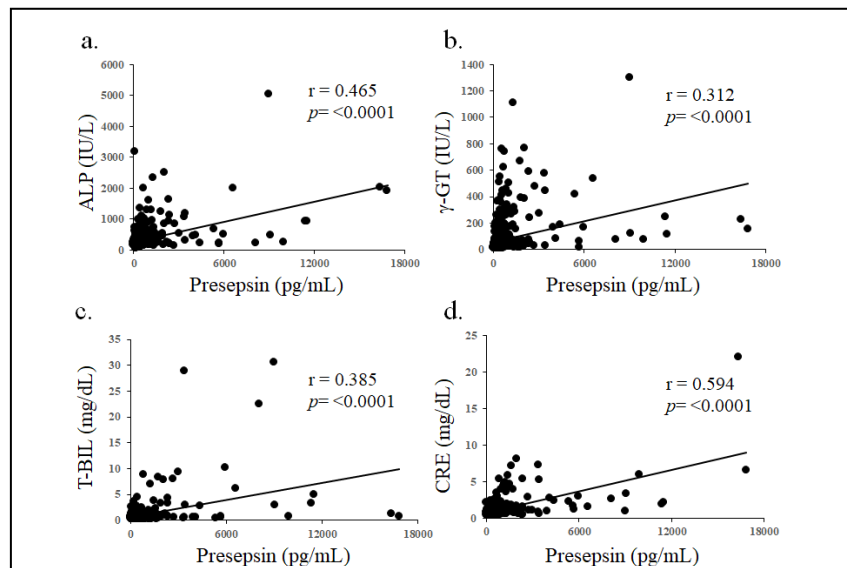 a.
6000
5000
4000
3000
2000
1000
0
ALP (IU/L)
r = 0.465
p= <0.0001
0 6000 12000 18000
Presepsin (pg/mL)
b.
1400
1200
1000
800
600
400
200
0
γ-GT (IU/L)
r = 0.312
p= <0.0001
0 6000 12000 18000
Presepsin (pg/mL)
c.
35
30
25
20
15
10
5
0
T-BIL (mg/dL)
r = 0.385
p= <0.0001
0 6000 12000 18000
Presepsin (pg/mL)
d.
25
20
15
10
5
0
CRE (mg/dL)
r = 0.594
p= <0.0001
0 6000 12000 18000
Presepsin (pg/mL)